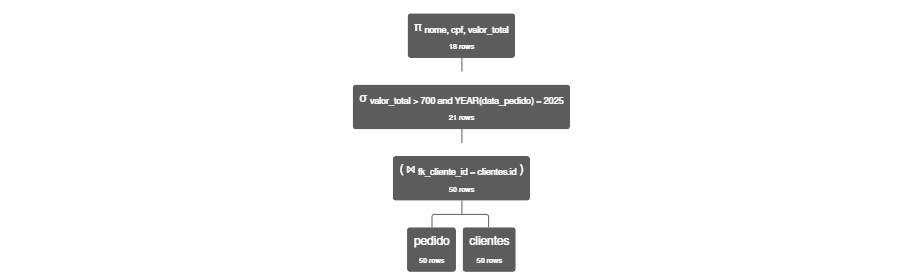 π nome, cpf, valor_total
18 rows
σ valor_total > 700 and YEAR(data_pedido) = 2025
21 rows
( ⋈ fk_cliente_id = clientes.id )
50 rows
pedido clientes
50 rows 50 rows